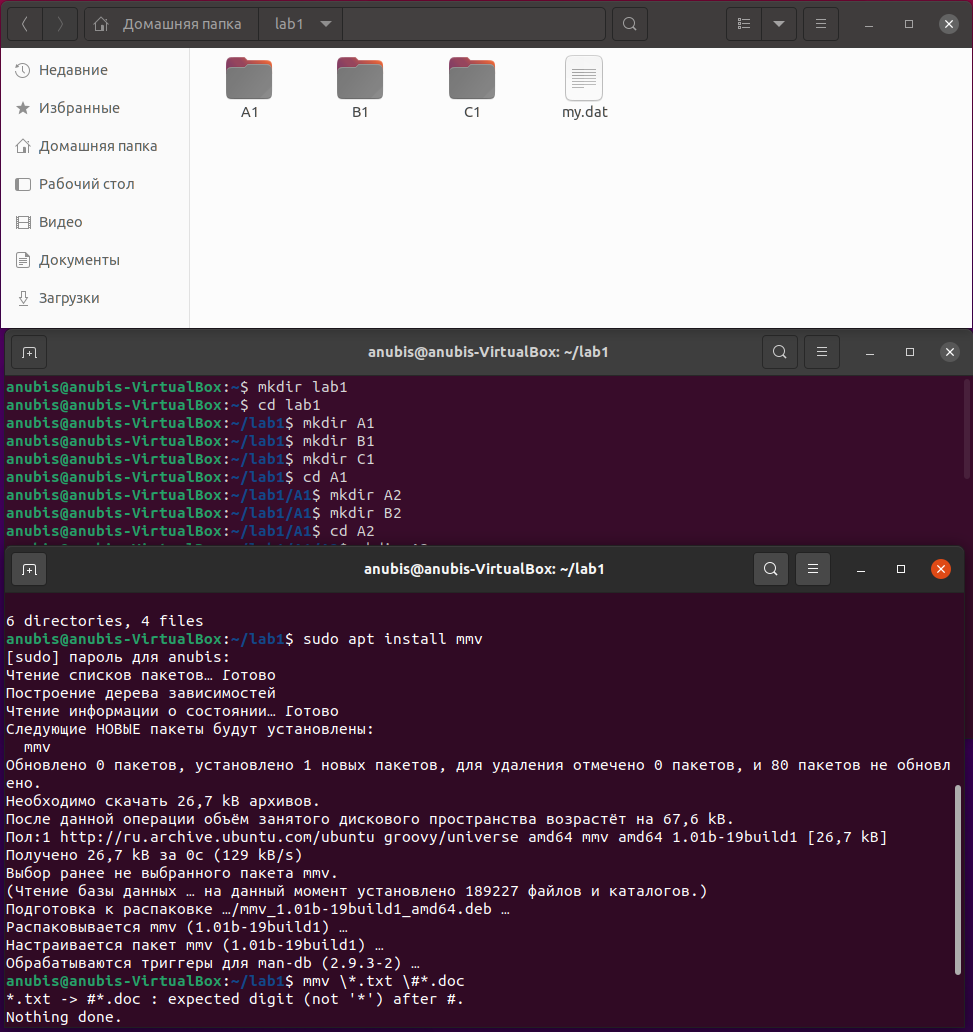 Домашняя папка lab1
Недавние
Избранные
Домашняя папка
Рабочий стол
Видео
Документы
Загрузки
A1 B1 C1 my.dat
anubis@anubis-VirtualBox: ~/lab1
anubis@anubis-VirtualBox:~$ mkdir lab1
anubis@anubis-VirtualBox:~$ cd lab1
anubis@anubis-VirtualBox:~/lab1$ mkdir A1
anubis@anubis-VirtualBox:~/lab1$ mkdir B1
anubis@anubis-VirtualBox:~/lab1$ mkdir C1
anubis@anubis-VirtualBox:~/lab1$ cd A1
anubis@anubis-VirtualBox:~/lab1/A1$ mkdir A2
anubis@anubis-VirtualBox:~/lab1/A1$ mkdir B2
anubis@anubis-VirtualBox:~/lab1/A1$ cd A2
anubis@anubis-VirtualBox: ~/lab1
6 directories, 4 files
anubis@anubis-VirtualBox:~/lab1$ sudo apt install mmv
[sudo] пароль для anubis:
Чтение списков пакетов… Готово
Построение дерева зависимостей
Чтение информации о состоянии… Готово
Следующие НОВЫЕ пакеты будут установлены:
mmv
Обновлено 0 пакетов, установлено 1 новых пакетов, для удаления отмечено 0 пакетов, и 80 пакетов не обновл
ено.
Необходимо скачать 26,7 kB архивов.
После данной операции объём занятого дискового пространства возрастёт на 67,6 kB.
Пол:1 http://ru.archive.ubuntu.com/ubuntu groovy/universe amd64 mmv amd64 1.01b-19build1 [26,7 kB]
Получено 26,7 kB за 0с (129 kB/s)
Выбор ранее не выбранного пакета mmv.
(Чтение базы данных … на данный момент установлено 189227 файлов и каталогов.)
Подготовка к распаковке …/mmv_1.01b-19build1_amd64.deb …
Распаковывается mmv (1.01b-19build1) …
Настраивается пакет mmv (1.01b-19build1) …
Обрабатываются триггеры для man-db (2.9.3-2) …
anubis@anubis-VirtualBox:~/lab1$ mmv \*.txt \#*.doc
*.txt -> #*.doc : expected digit (not '*') after #.
Nothing done.